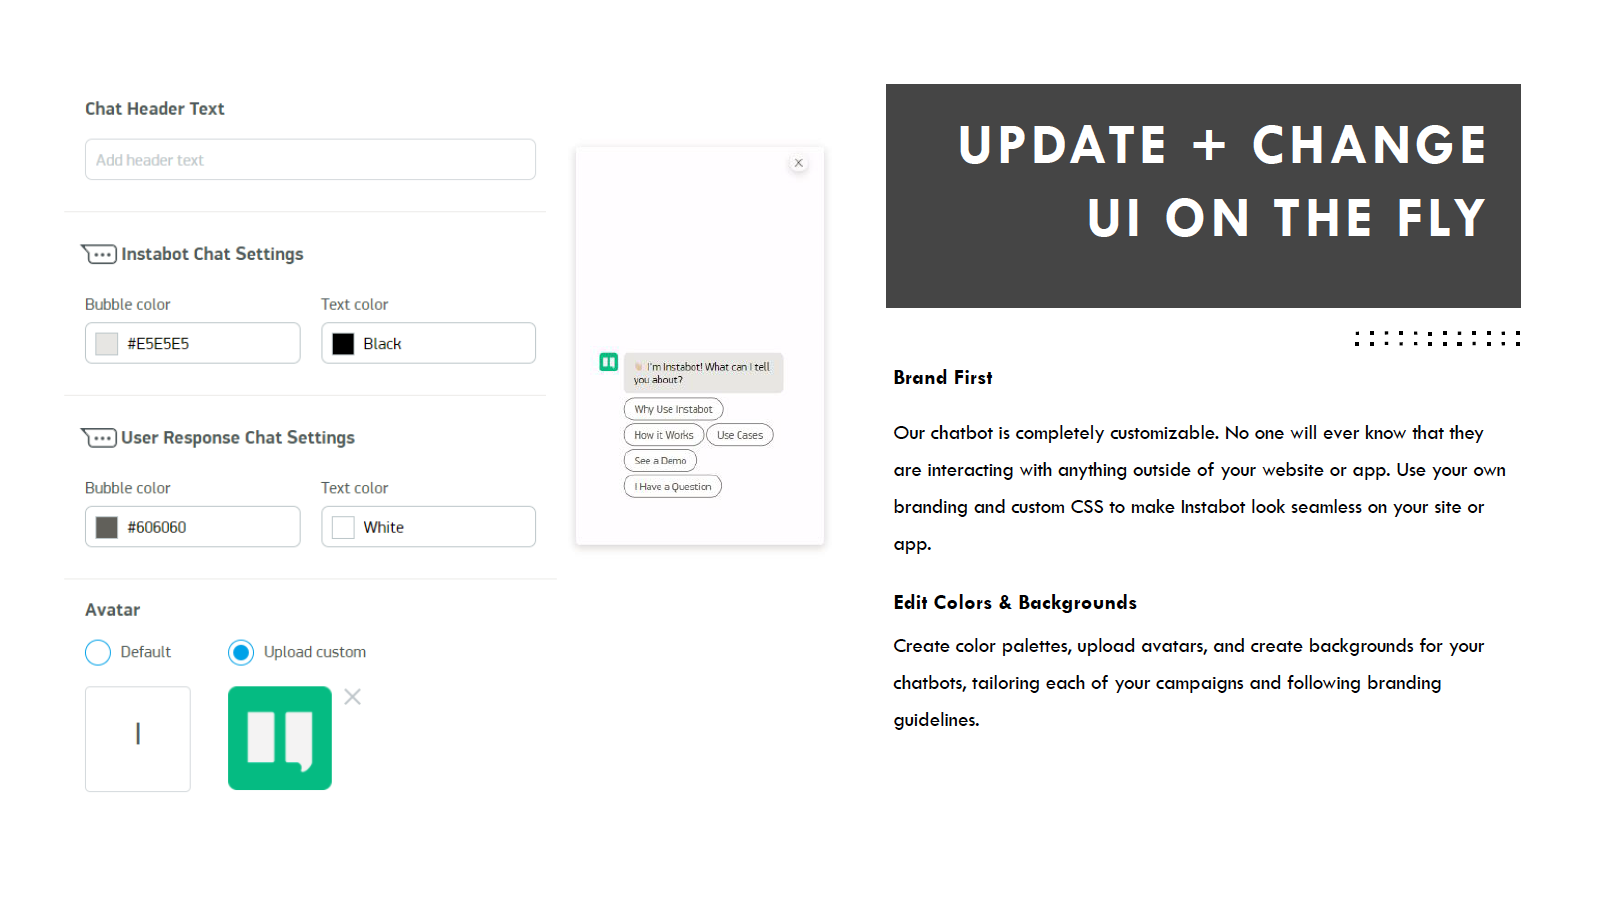 Chat Header Text
Add header text
Instabot Chat Settings
Bubble color
Text color
#E5E5E5
Black
User Response Chat Settings
Bubble color
Text color
#606060
White
Avatar
Default
Upload custom
I
X
👋 I'm Instabot! What can I tell
you about?
Why Use Instabot
How it Works
Use Cases
See a Demo
I Have a Question
UPDATE + CHANGE
UI ON THE FLY
Brand First
Our chatbot is completely customizable. No one will ever know that they
are interacting with anything outside of your website or app. Use your own
branding and custom CSS to make Instabot look seamless on your site or
app.
Edit Colors & Backgrounds
Create color palettes, upload avatars, and create backgrounds for your
chatbots, tailoring each of your campaigns and following branding
guidelines.